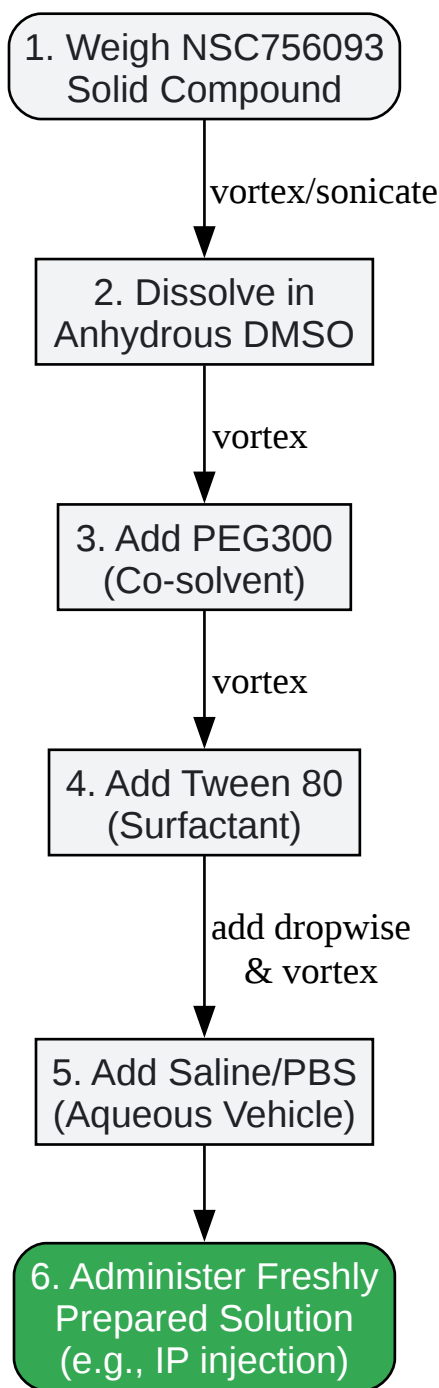 1. Weigh NSC756093
Solid Compound
vortex/sonicate
2. Dissolve in
Anhydrous DMSO
vortex
3. Add PEG300
(Co-solvent)
vortex
4. Add Tween 80
(Surfactant)
add dropwise
& vortex
5. Add Saline/PBS
(Aqueous Vehicle)
6. Administer Freshly
Prepared Solution
(e.g., IP injection)